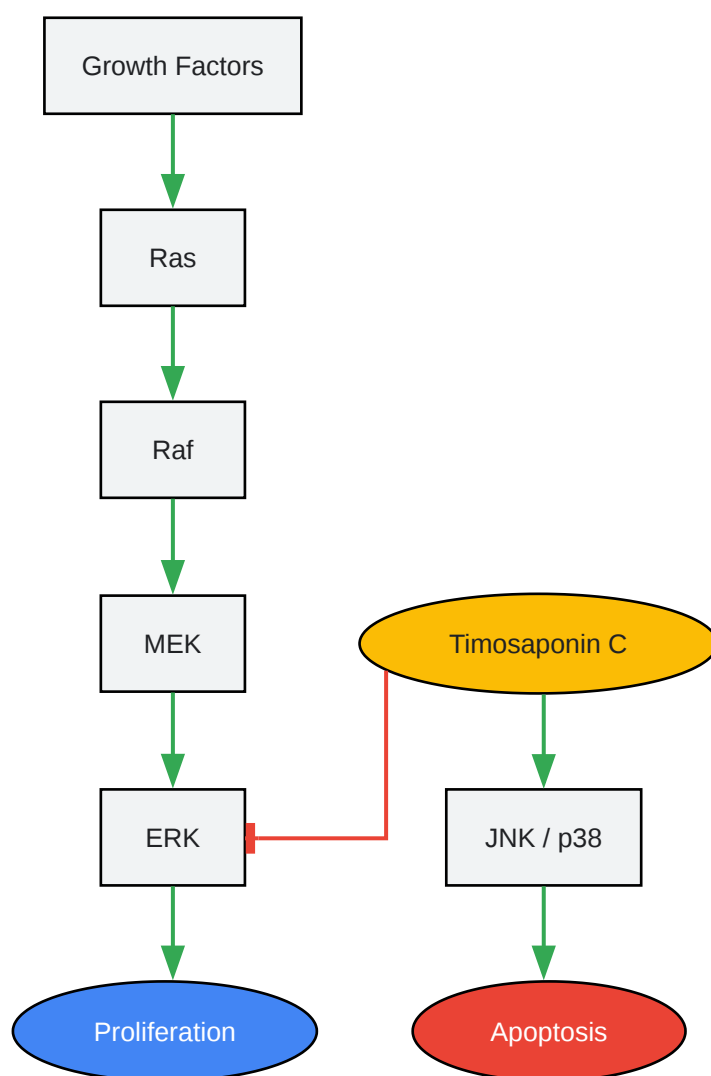 Growth Factors
Ras
Raf
MEK
Timosaponin C
ERK
JNK / p38
Proliferation
Apoptosis